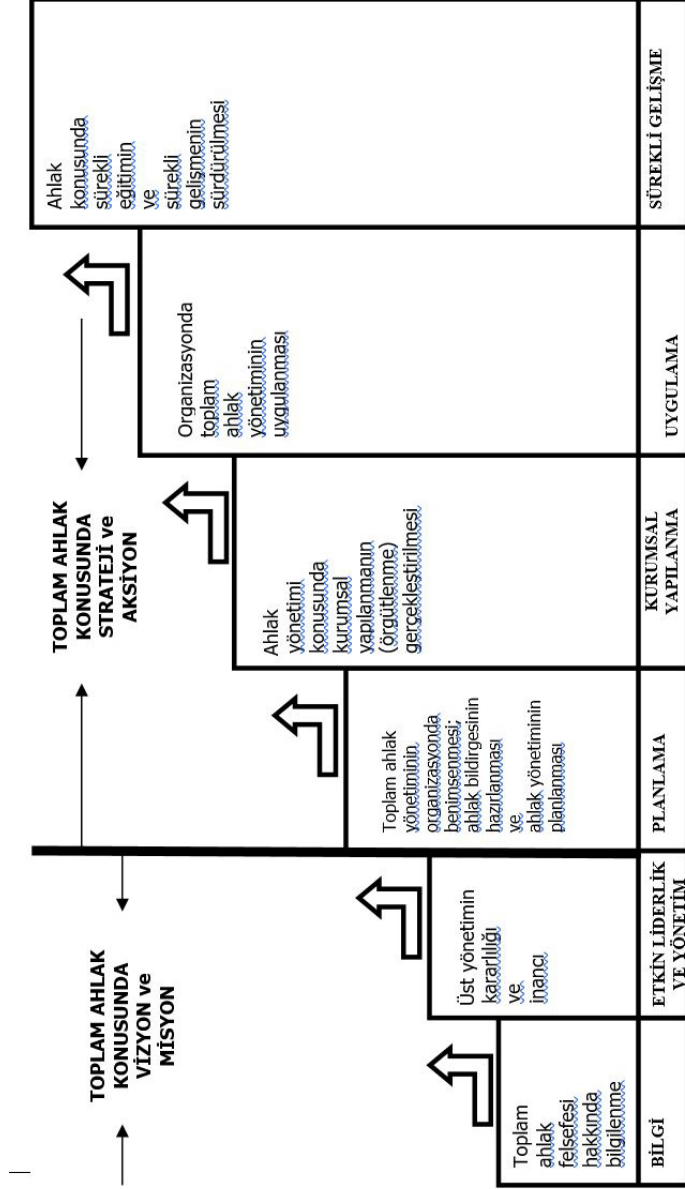 TOPLAM AHLAK
KONUSUNDA
VİZYON ve
MİSYON
TOPLAM AHLAK
KONUSUNDA
STRATEJİ ve
AKSİYON
Toplam
ahlak
felsefesi
hakkında
bilgilenme
Üst yönetimin
kararlılığı
ve
inancı
Toplam ahlak
yönetiminin
organizasyonda
benimsenmesi;
ahlak bildirgesinin
hazırlanması
ve
ahlak yönetiminin
planlanması
Ahlak
yönetimi
konusunda
kurumsal
yapılanmanın
(örgütlenme)
gerçekleştirilmesi
Organizasyonda
toplam
ahlak
yönetiminin
uygulanması
Ahlak
konusunda
sürekli
eğitimin
ve
sürekli
gelişmenin
sürdürülmesi
BİLGİ
ETKİN LİDERLİK
VE YÖNETİM
PLANLAMA
KURUMSAL
YAPILANMA
UYGULAMA
SÜREKLİ GELİŞME